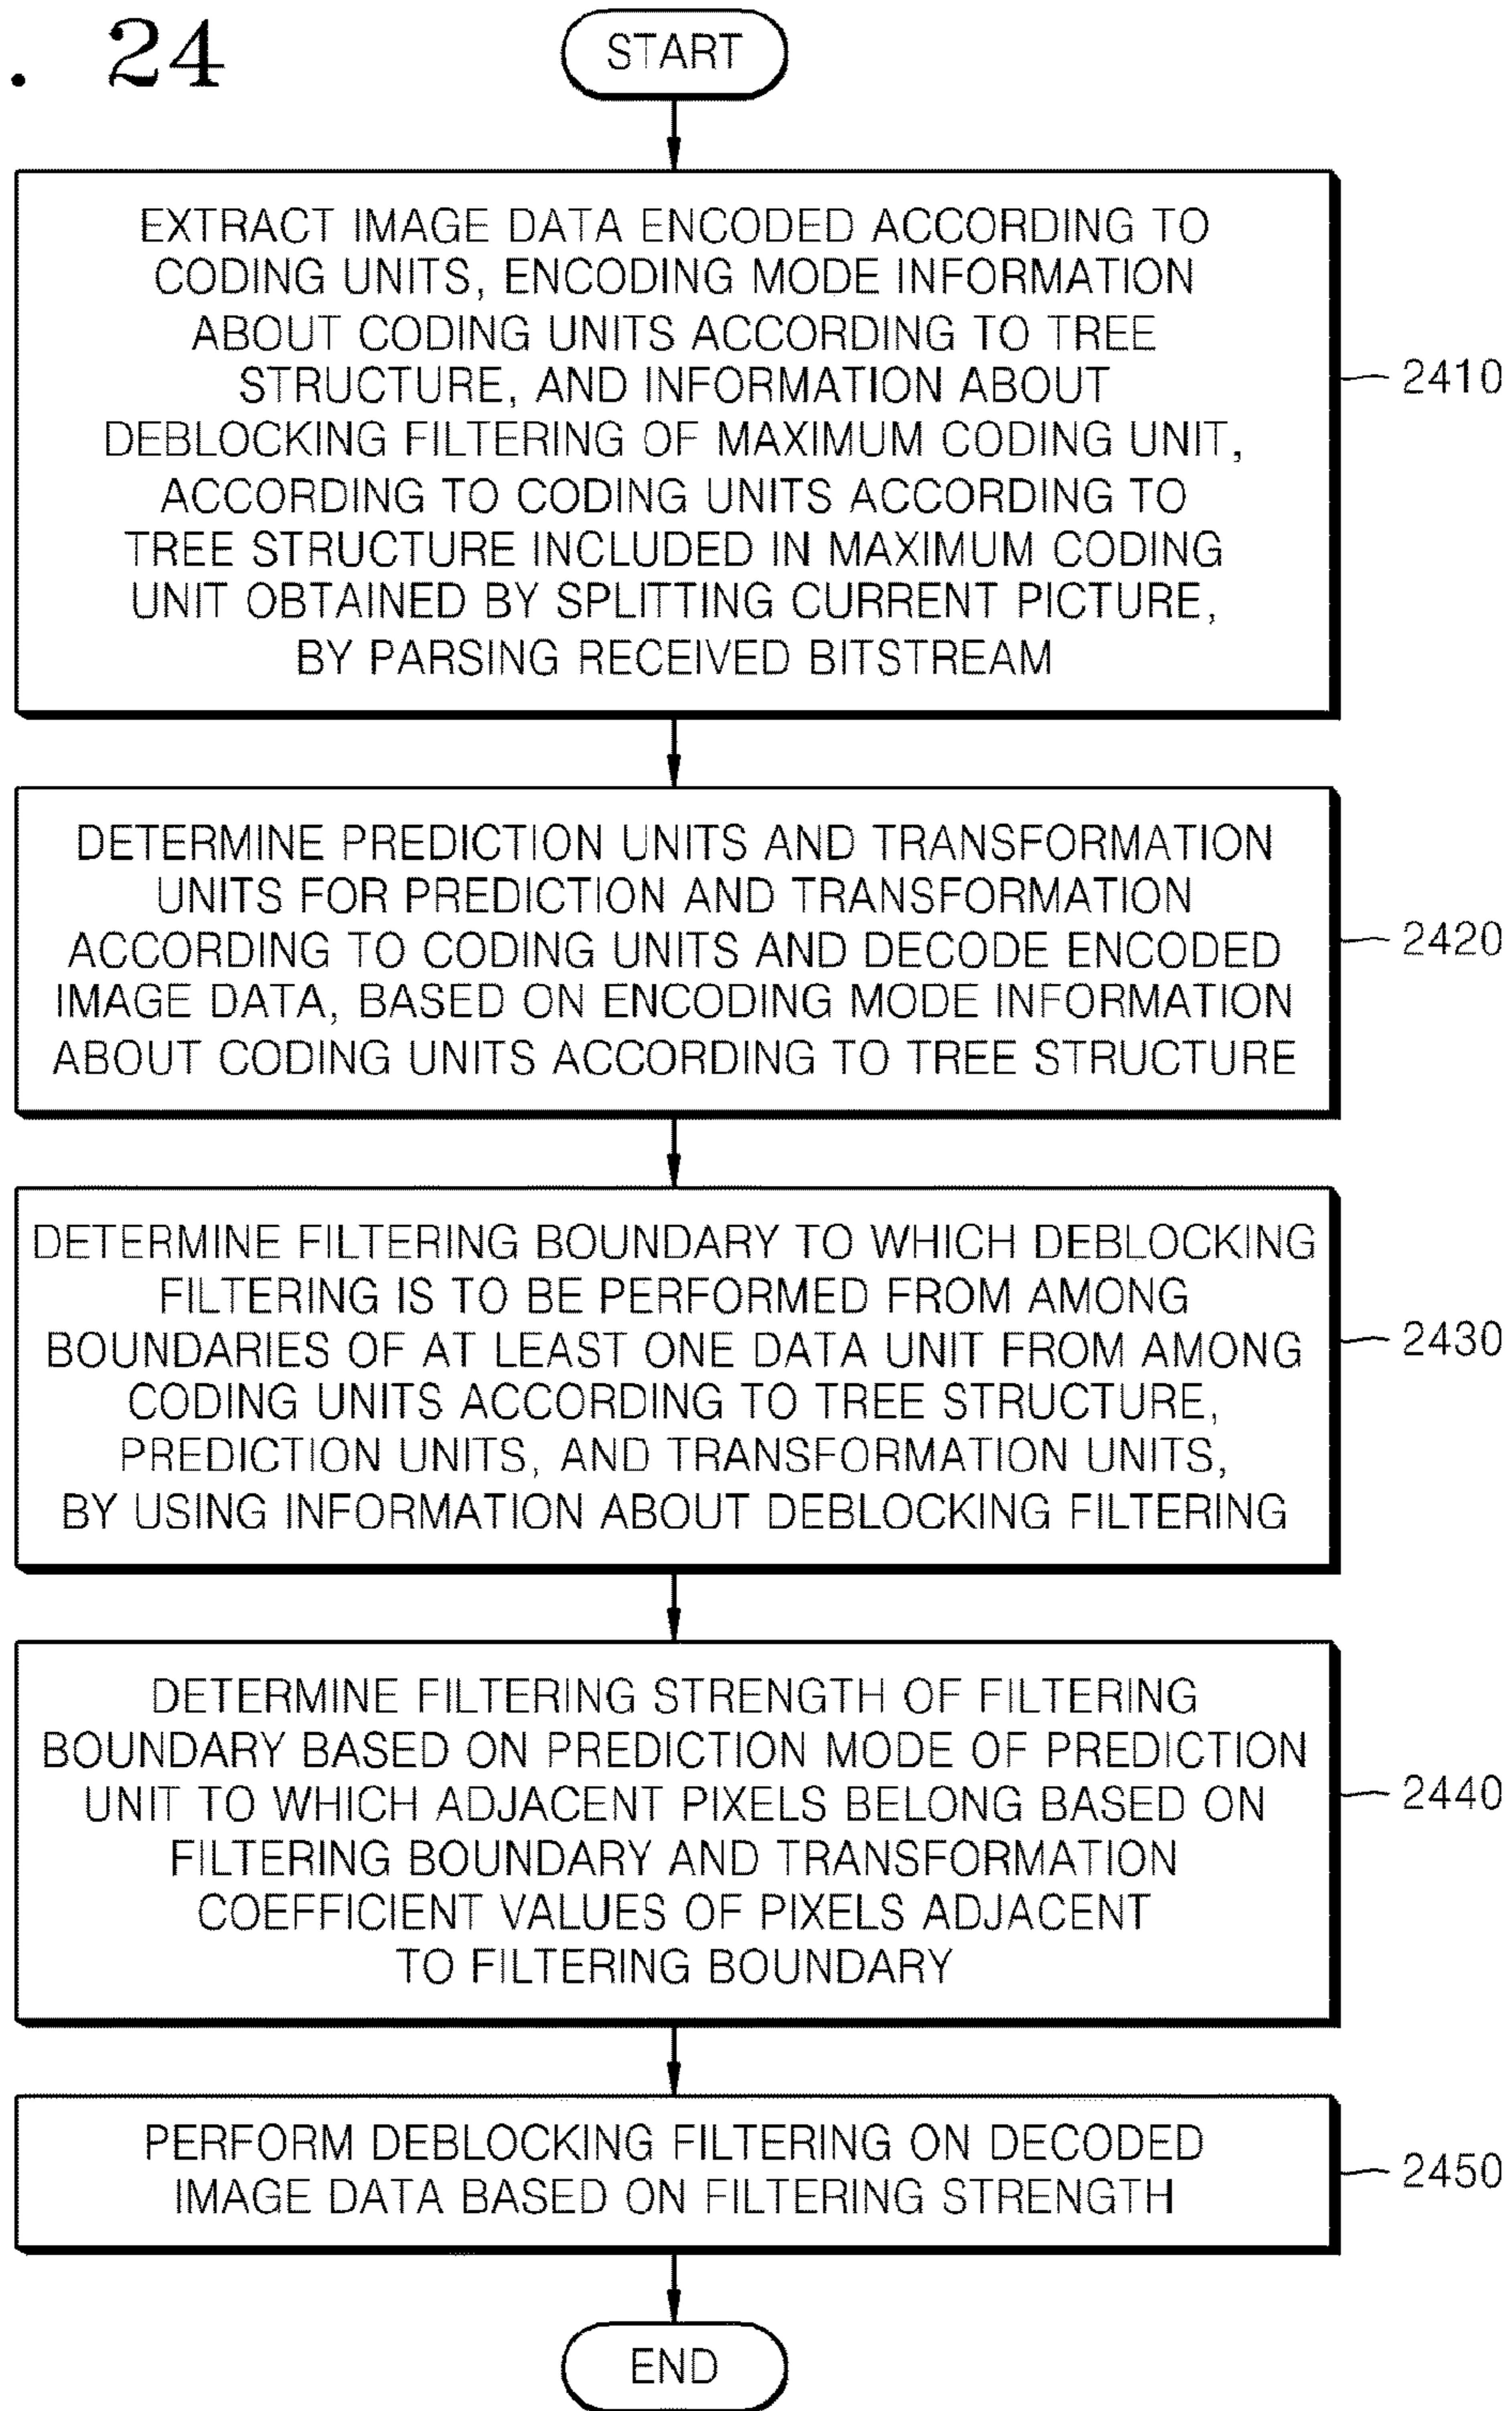 . 24
START
EXTRACT IMAGE DATA ENCODED ACCORDING TO
CODING UNITS, ENCODING MODE INFORMATION
ABOUT CODING UNITS ACCORDING TO TREE
STRUCTURE, AND INFORMATION ABOUT
DEBLOCKING FILTERING OF MAXIMUM CODING UNIT,
ACCORDING TO CODING UNITS ACCORDING TO
TREE STRUCTURE INCLUDED IN MAXIMUM CODING
UNIT OBTAINED BY SPLITTING CURRENT PICTURE,
BY PARSING RECEIVED BITSTREAM
2410
DETERMINE PREDICTION UNITS AND TRANSFORMATION
UNITS FOR PREDICTION AND TRANSFORMATION
ACCORDING TO CODING UNITS AND DECODE ENCODED
IMAGE DATA, BASED ON ENCODING MODE INFORMATION
ABOUT CODING UNITS ACCORDING TO TREE STRUCTURE
2420
DETERMINE FILTERING BOUNDARY TO WHICH DEBLOCKING
FILTERING IS TO BE PERFORMED FROM AMONG
BOUNDARIES OF AT LEAST ONE DATA UNIT FROM AMONG
CODING UNITS ACCORDING TO TREE STRUCTURE,
PREDICTION UNITS, AND TRANSFORMATION UNITS,
BY USING INFORMATION ABOUT DEBLOCKING FILTERING
2430
DETERMINE FILTERING STRENGTH OF FILTERING
BOUNDARY BASED ON PREDICTION MODE OF PREDICTION
UNIT TO WHICH ADJACENT PIXELS BELONG BASED ON
FILTERING BOUNDARY AND TRANSFORMATION
COEFFICIENT VALUES OF PIXELS ADJACENT
TO FILTERING BOUNDARY
2440
PERFORM DEBLOCKING FILTERING ON DECODED
IMAGE DATA BASED ON FILTERING STRENGTH
2450
END